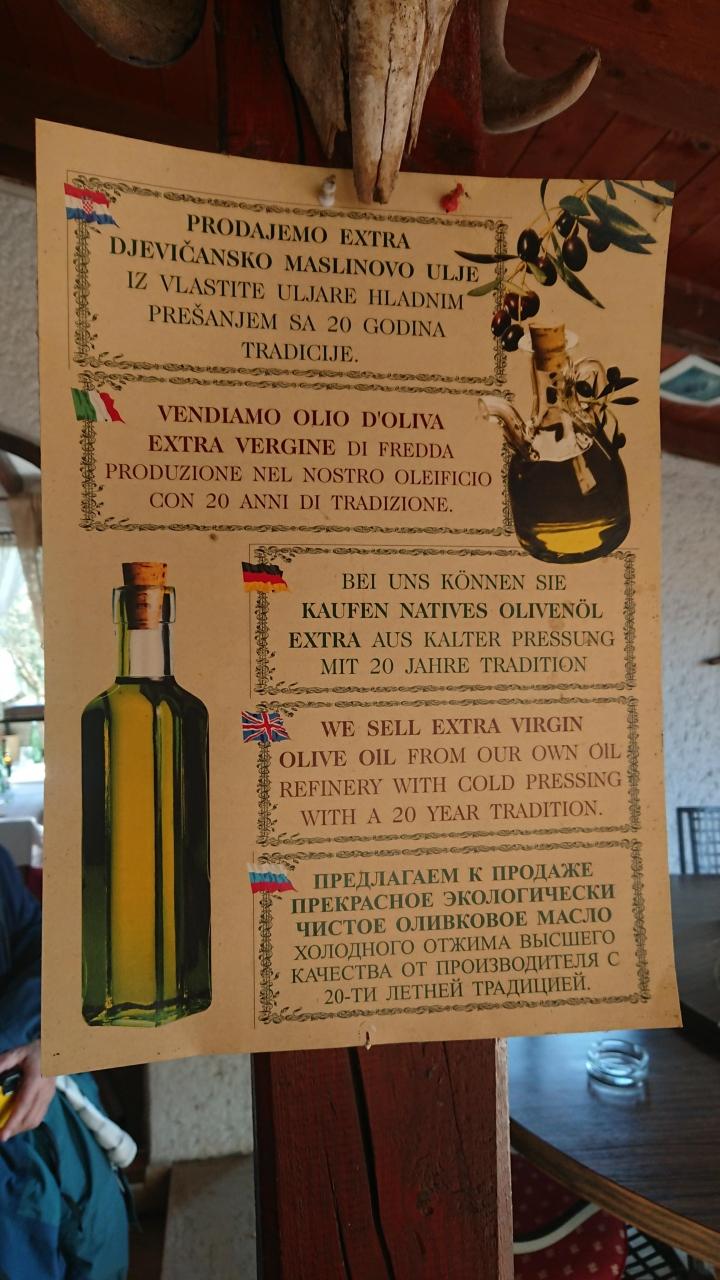 PRODAJEMO EXTRA
DJEVIČANSKO MASLINOVO ULJE
IZ VLASTITE ULJARE HLADNIM
PREŠANJEM SA 20 GODINA
TRADICIJE.
VENDIAMO OLIO D'OLIVA
EXTRA VERGINE DI FREDDA
PRODUZIONE NEL NOSTRO OLEIFICIO
CON 20 ANNI DI TRADIZIONE.
BEI UNS KÖNNEN SIE
KAUFEN NATIVES OLIVENÖL
EXTRA AUS KALTER PRESSUNG
MIT 20 JAHRE TRADITION
WE SELL EXTRA VIRGIN
OLIVE OIL FROM OUR OWN OIL
REFINERY WITH COLD PRESSING
WITH A 20 YEAR TRADITION.
ПРЕДЛАГАЕМ К ПРОДАЖЕ
ПРЕКРАСНОЕ ЭКОЛОГИЧЕСКИ
ЧИСТОЕ ОЛИВКОВОЕ МАСЛО
ХОЛОДНОГО ОТЖИМА ВЫСШЕГО
КАЧЕСТВА ОТ ПРОИЗВОДИТЕЛЯ С
20-ТИ ЛЕТНЕЙ ТРАДИЦИЕЙ.